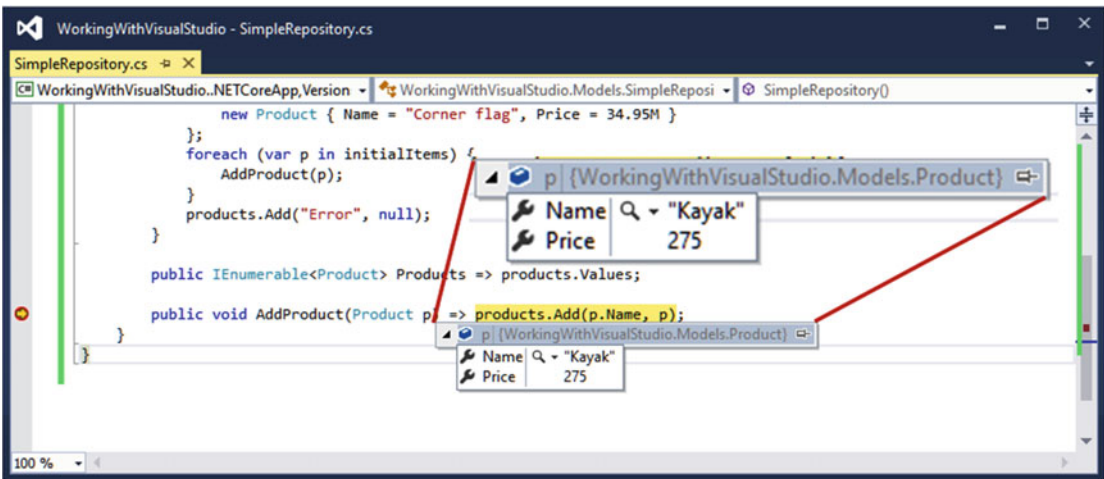 WorkingWithVisualStudio - SimpleRepository.cs
SimpleRepository.cs
C# WorkingWithVisualStudio..NETCoreApp,Version
WorkingWithVisualStudio.Models.SimpleReposi
SimpleRepository()
new Product { Name = "Corner flag", Price = 34.95M }
};
foreach (var p in initialItems) {
AddProduct(p);
}
products.Add("Error", null);
}
p {WorkingWithVisualStudio.Models.Product}
Name "Kayak"
Price 275
public IEnumerable<Product> Products => products.Values;
public void AddProduct(Product p) => products.Add(p.Name, p);
}
p {WorkingWithVisualStudio.Models.Product}
Name "Kayak"
Price 275
}
100 %